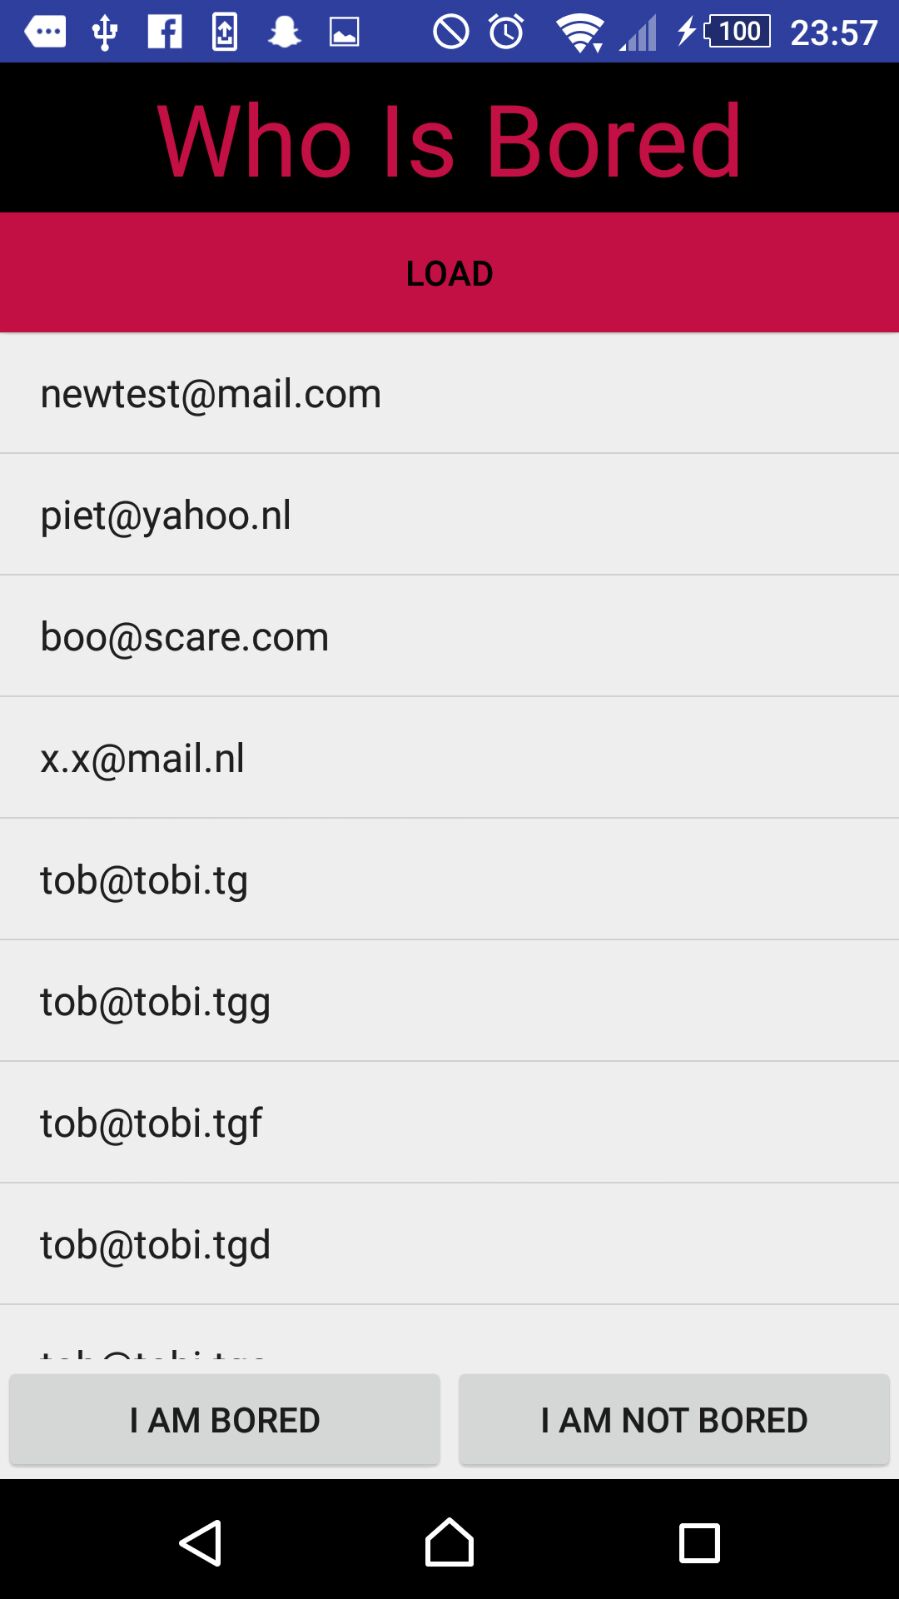 100 23:57
Who Is Bored
LOAD
newtest@mail.com
piet@yahoo.nl
boo@scare.com
x.x@mail.nl
tob@tobi.tg
tob@tobi.tgg
tob@tobi.tgf
tob@tobi.tgd
I AM BORED I AM NOT BORED